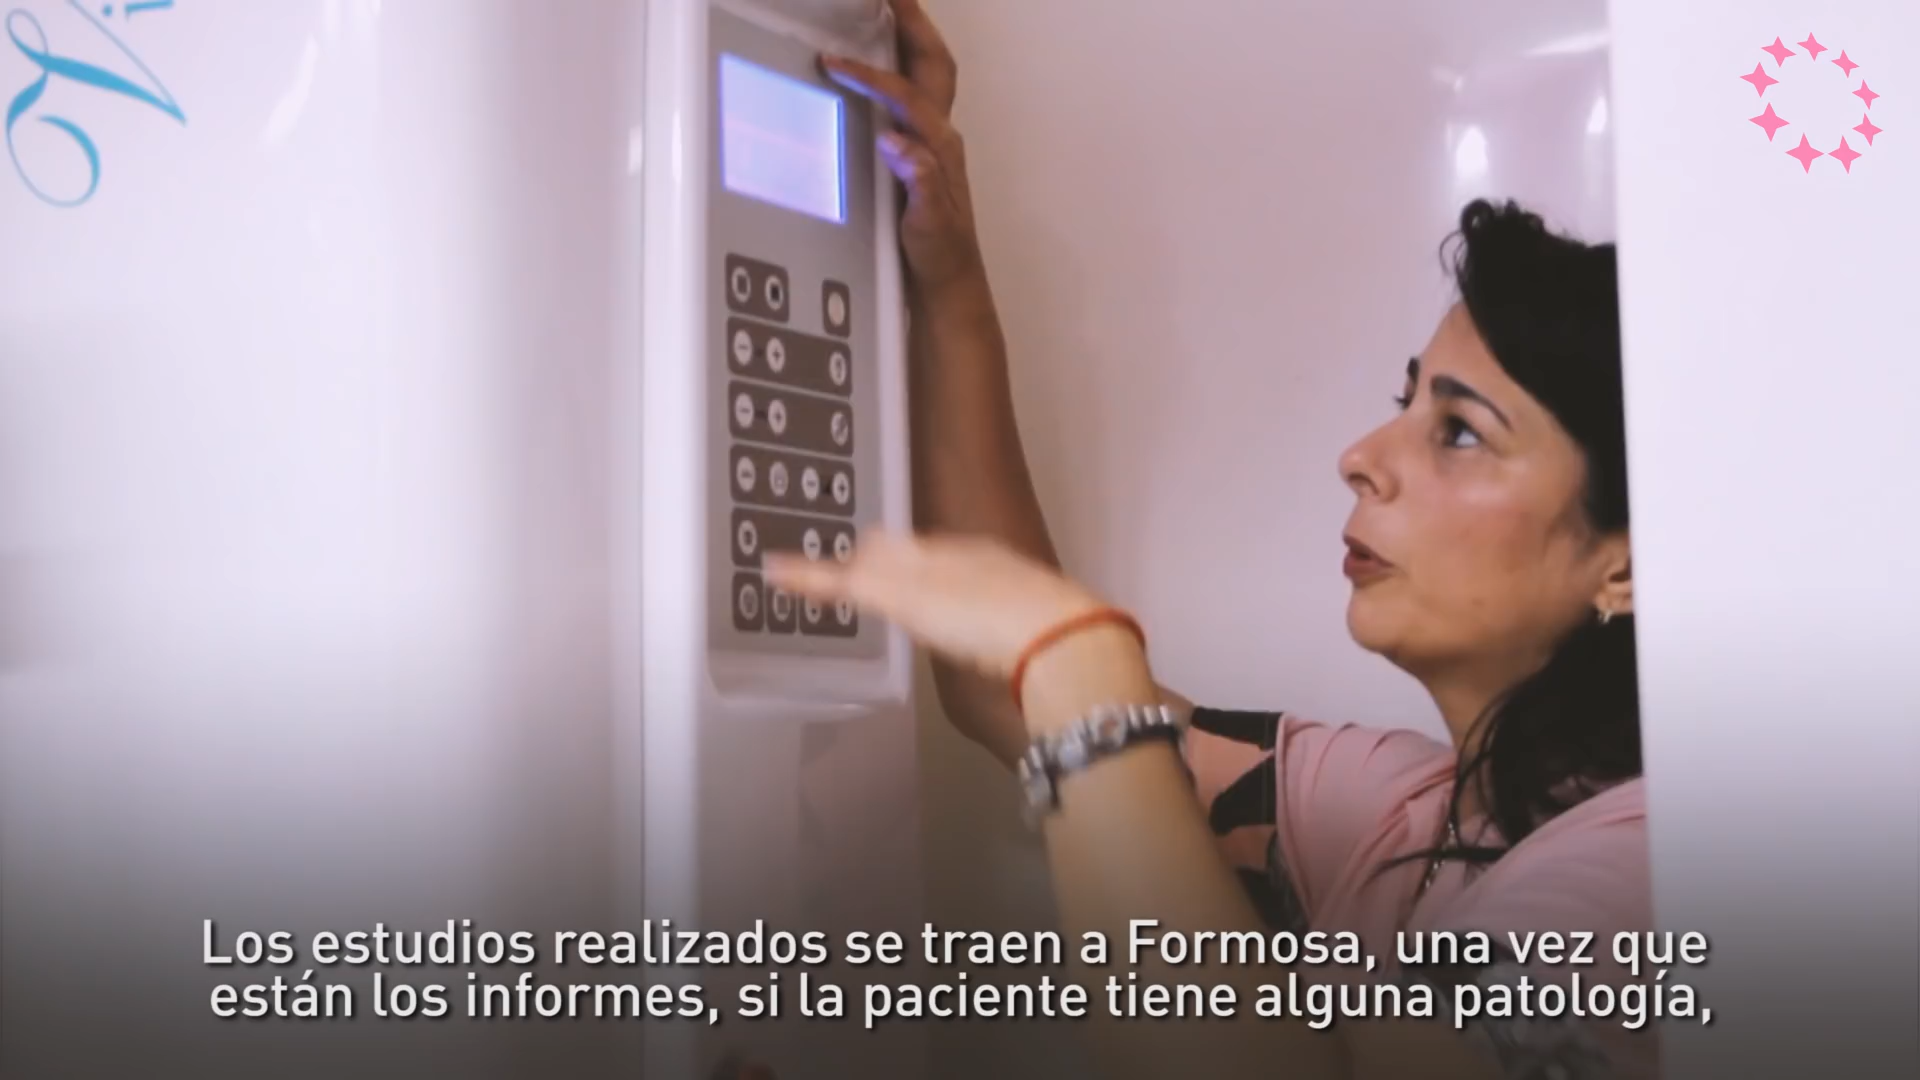 Los estudios realizados se traen a Formosa, una vez que
están los informes, si la paciente tiene alguna patología,